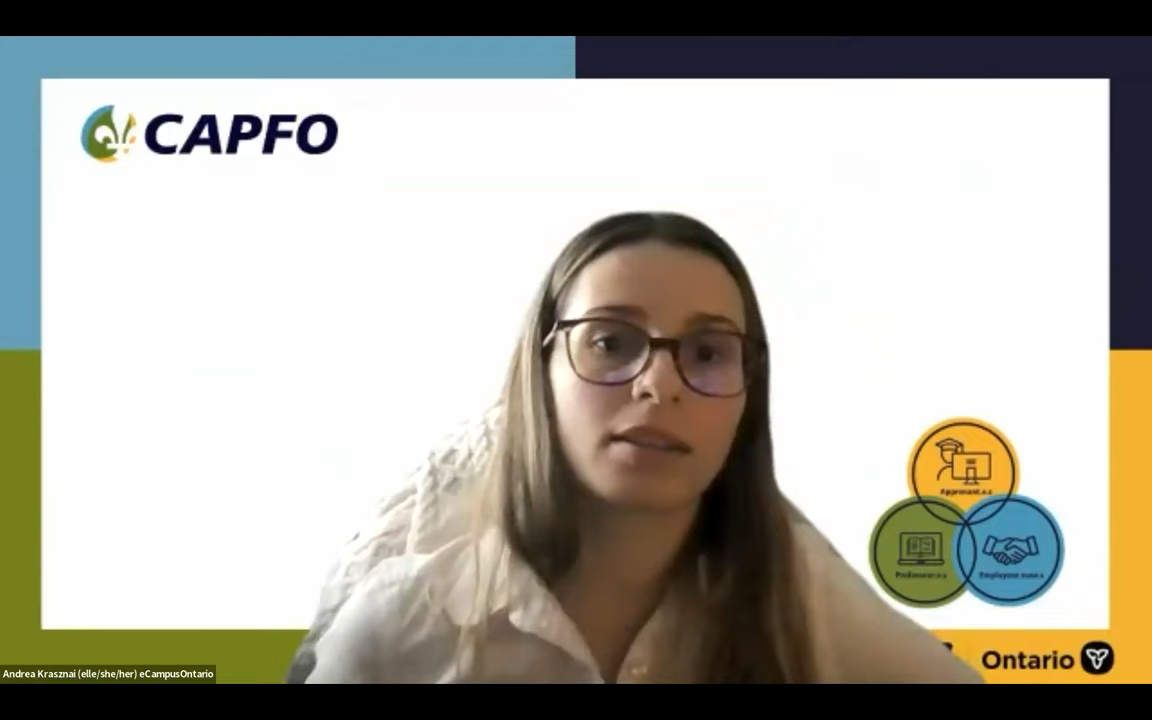 CAPFO
Apprenant.e.s
Professeur.e.s
Employeur.euse.s
Ontario
Andrea Krasznai (elle/she/her) eCampusOntario